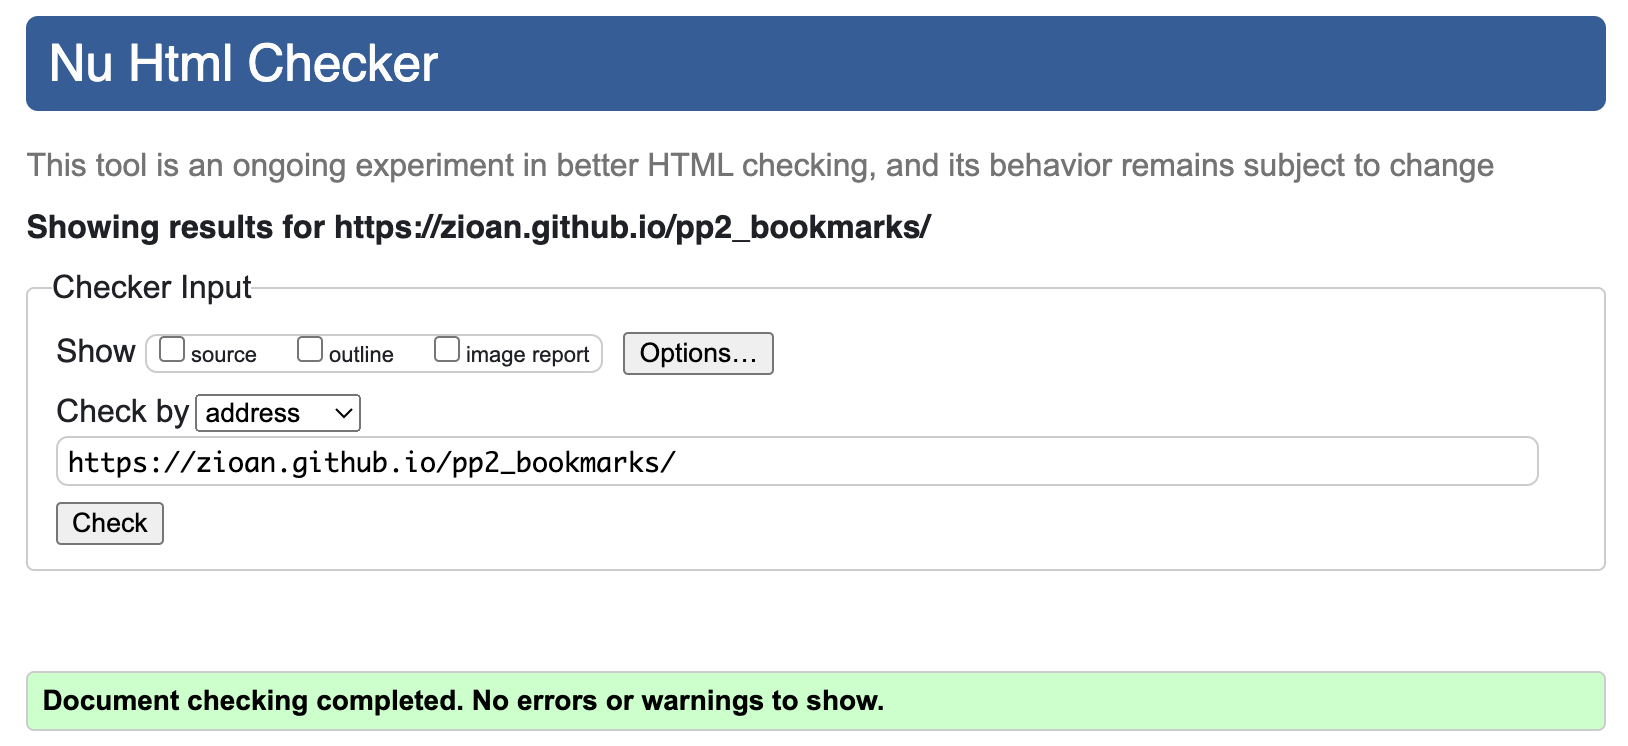 Nu Html Checker
This tool is an ongoing experiment in better HTML checking, and its behavior remains subject to change
Showing results for https://zioan.github.io/pp2_bookmarks/
Checker Input
Show source outline image report Options…
Check by address
https://zioan.github.io/pp2_bookmarks/
Check
Document checking completed. No errors or warnings to show.